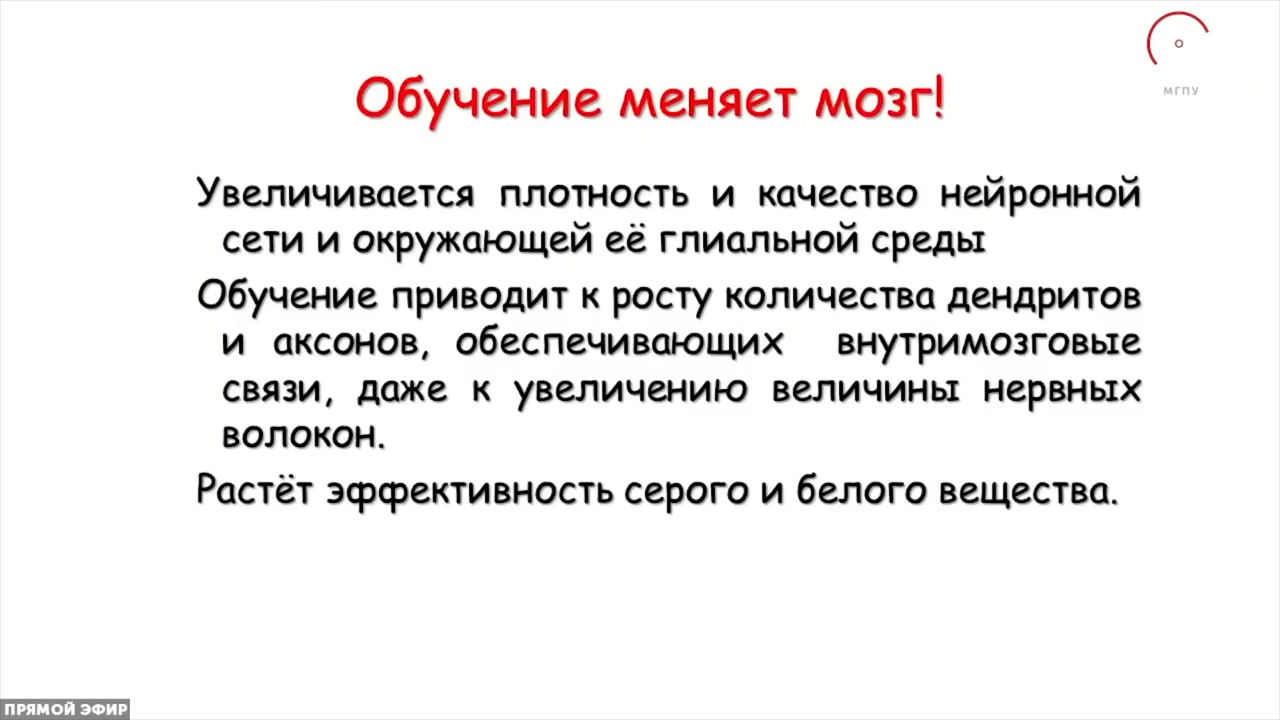 МГПУ
Обучение меняет мозг!
Увеличивается плотность и качество нейронной
сети и окружающей её глиальной среды
Обучение приводит к росту количества дендритов
и аксонов, обеспечивающих внутримозговые
связи, даже к увеличению величины нервных
волокон.
Растёт эффективность серого и белого вещества.
ПРЯМОЙ ЭФИР